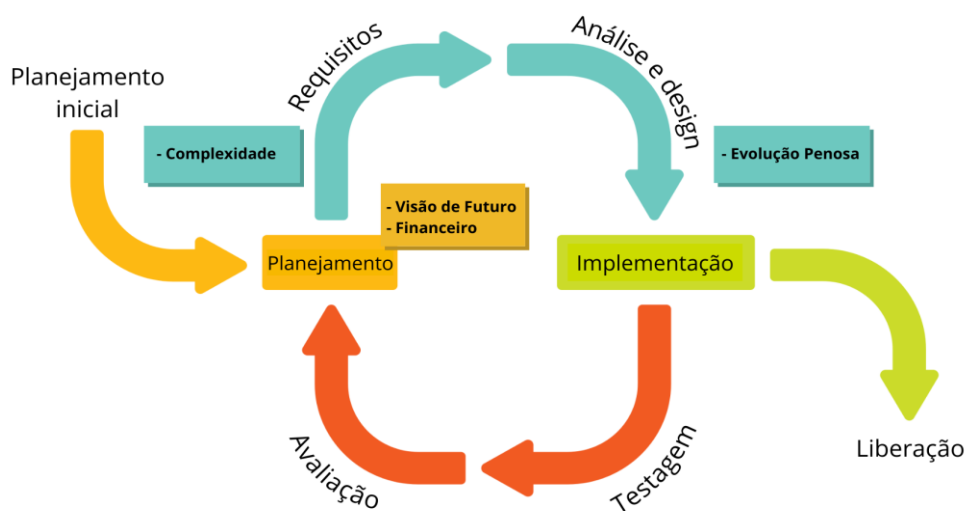 Planejamento
inicial
Requisitos
Análise e design
- Complexidade
- Evolução Penosa
- Visão de Futuro
- Financeiro
Planejamento
Implementação
Avaliação
Testagem
Liberação